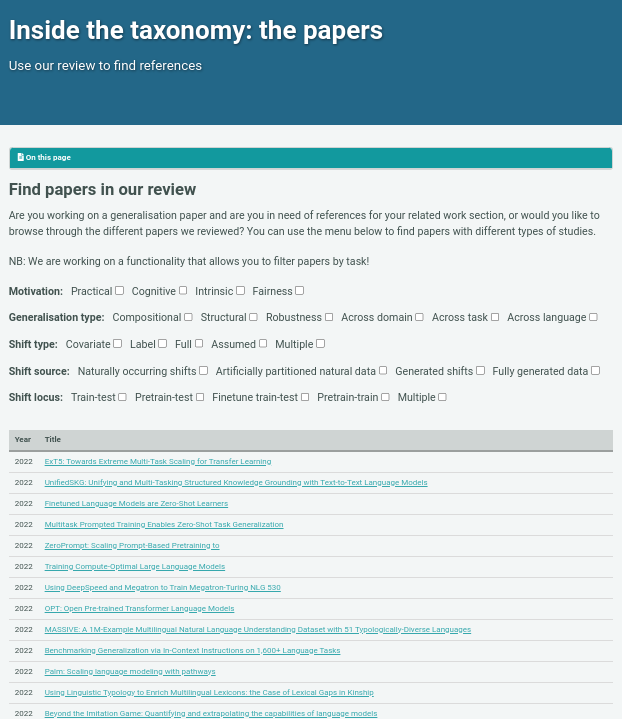 Inside the taxonomy: the papers
Use our review to find references
On this page
Find papers in our review
Are you working on a generalisation paper and are you in need of references for your related work section, or would you like to
browse through the different papers we reviewed? You can use the menu below to find papers with different types of studies.
NB: We are working on a functionality that allows you to filter papers by task!
Motivation: Practical Cognitive Intrinsic Fairness
Generalisation type: Compositional Structural Robustness Across domain Across task Across language
Shift type: Covariate Label Full Assumed Multiple
Shift source: Naturally occurring shifts Artificially partitioned natural data Generated shifts Fully generated data
Shift locus: Train-test Pretrain-test Finetune train-test Pretrain-train Multiple
Year Title
2022 ExT5: Towards Extreme Multi-Task Scaling for Transfer Learning
2022 UnifiedSKG: Unifying and Multi-Tasking Structured Knowledge Grounding with Text-to-Text Language Models
2022 Finetuned Language Models are Zero-Shot Learners
2022 Multitask Prompted Training Enables Zero-Shot Task Generalization
2022 ZeroPrompt: Scaling Prompt-Based Pretraining to
2022 Training Compute-Optimal Large Language Models
2022 Using DeepSpeed and Megatron to Train Megatron-Turing NLG 530
2022 OPT: Open Pre-trained Transformer Language Models
2022 MASSIVE: A 1M-Example Multilingual Natural Language Understanding Dataset with 51 Typologically-Diverse Languages
2022 Benchmarking Generalization via In-Context Instructions on 1,600+ Language Tasks
2022 Palm: Scaling language modeling with pathways
2022 Using Linguistic Typology to Enrich Multilingual Lexicons: the Case of Lexical Gaps in Kinship
2022 Beyond the Imitation Game: Quantifying and extrapolating the capabilities of language models